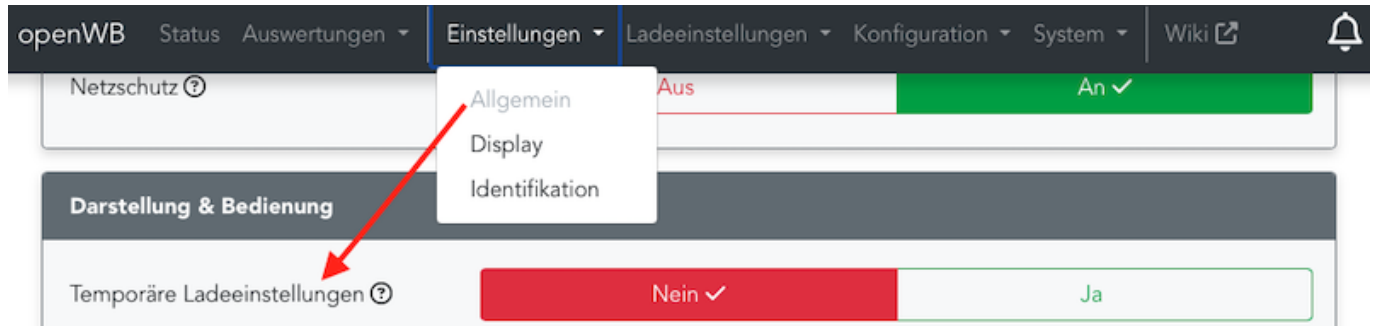 openWB Status Auswertungen Einstellungen Ladeeinstellungen Konfiguration System Wiki
Netzschutz
Aus
An
Allgemein
Display
Identifikation
Darstellung & Bedienung
Temporäre Ladeeinstellungen
Nein
Ja